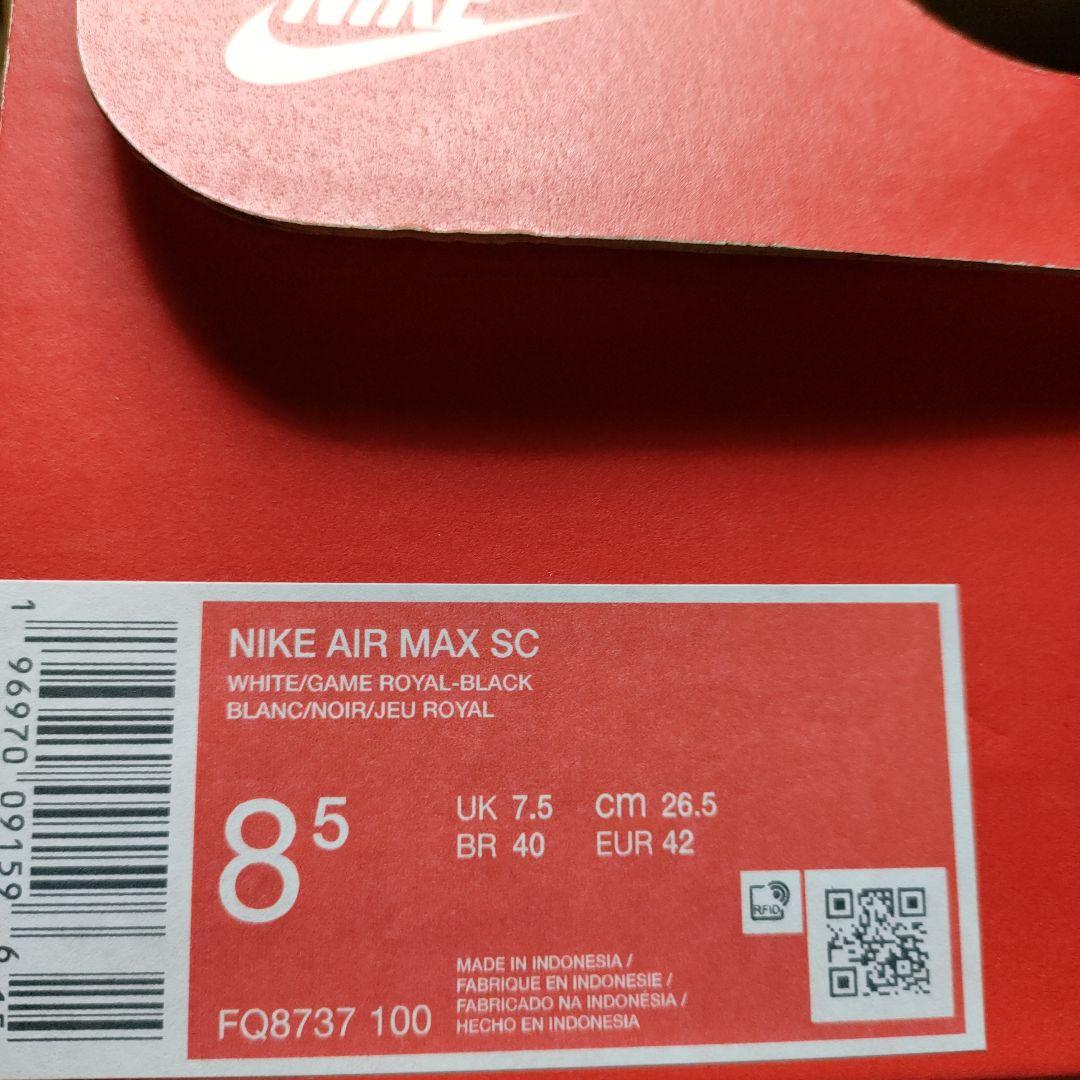 NIKE
NIKE AIR MAX SC
WHITE/GAME ROYAL-BLACK
BLANC/NOIR/JEU ROYAL
8 5
UK 7.5 cm 26.5
BR 40 EUR 42
RFID
MADE IN INDONESIA /
FABRIQUE EN INDONESIE /
FABRICADO NA INDONÉSIA /
HECHO EN INDONESIA
FQ8737 100
1 96970 09159 6